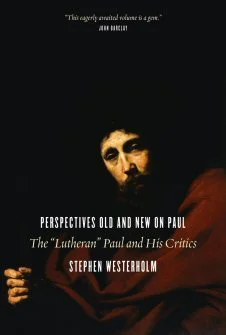 "This eagerly awaited volume is a gem."
JOHN BARCLAY
PERSPECTIVES OLD AND NEW ON PAUL
The "Lutheran" Paul and His Critics
STEPHEN WESTERHOLM